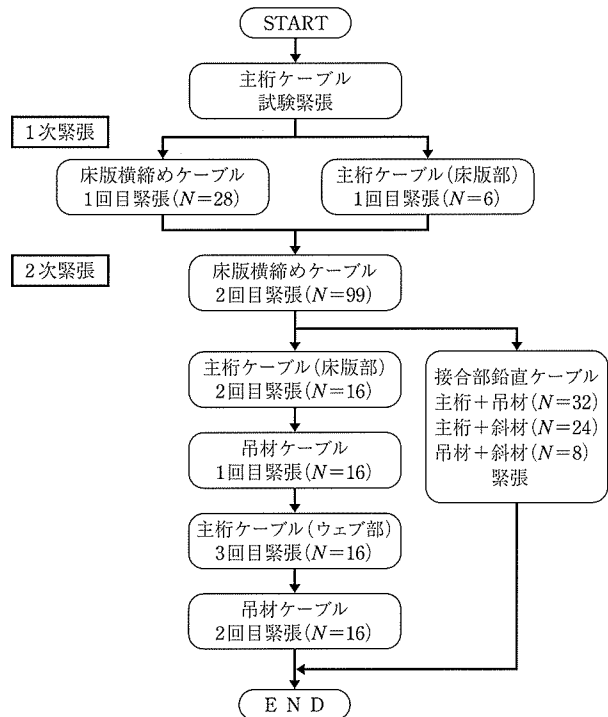 START
主桁ケーブル
試験緊張
1次緊張
床版横締めケーブル
1回目緊張(N=28)
主桁ケーブル(床版部)
1回目緊張(N=6)
2次緊張
床版横締めケーブル
2回目緊張(N=99)
主桁ケーブル(床版部)
2回目緊張(N=16)
接合部鉛直ケーブル
主桁＋吊材(N=32)
主桁＋斜材(N=24)
吊材＋斜材(N=8)
緊張
吊材ケーブル
1回目緊張(N=16)
主桁ケーブル(ウェブ部)
3回目緊張(N=16)
吊材ケーブル
2回目緊張(N=16)
E N D